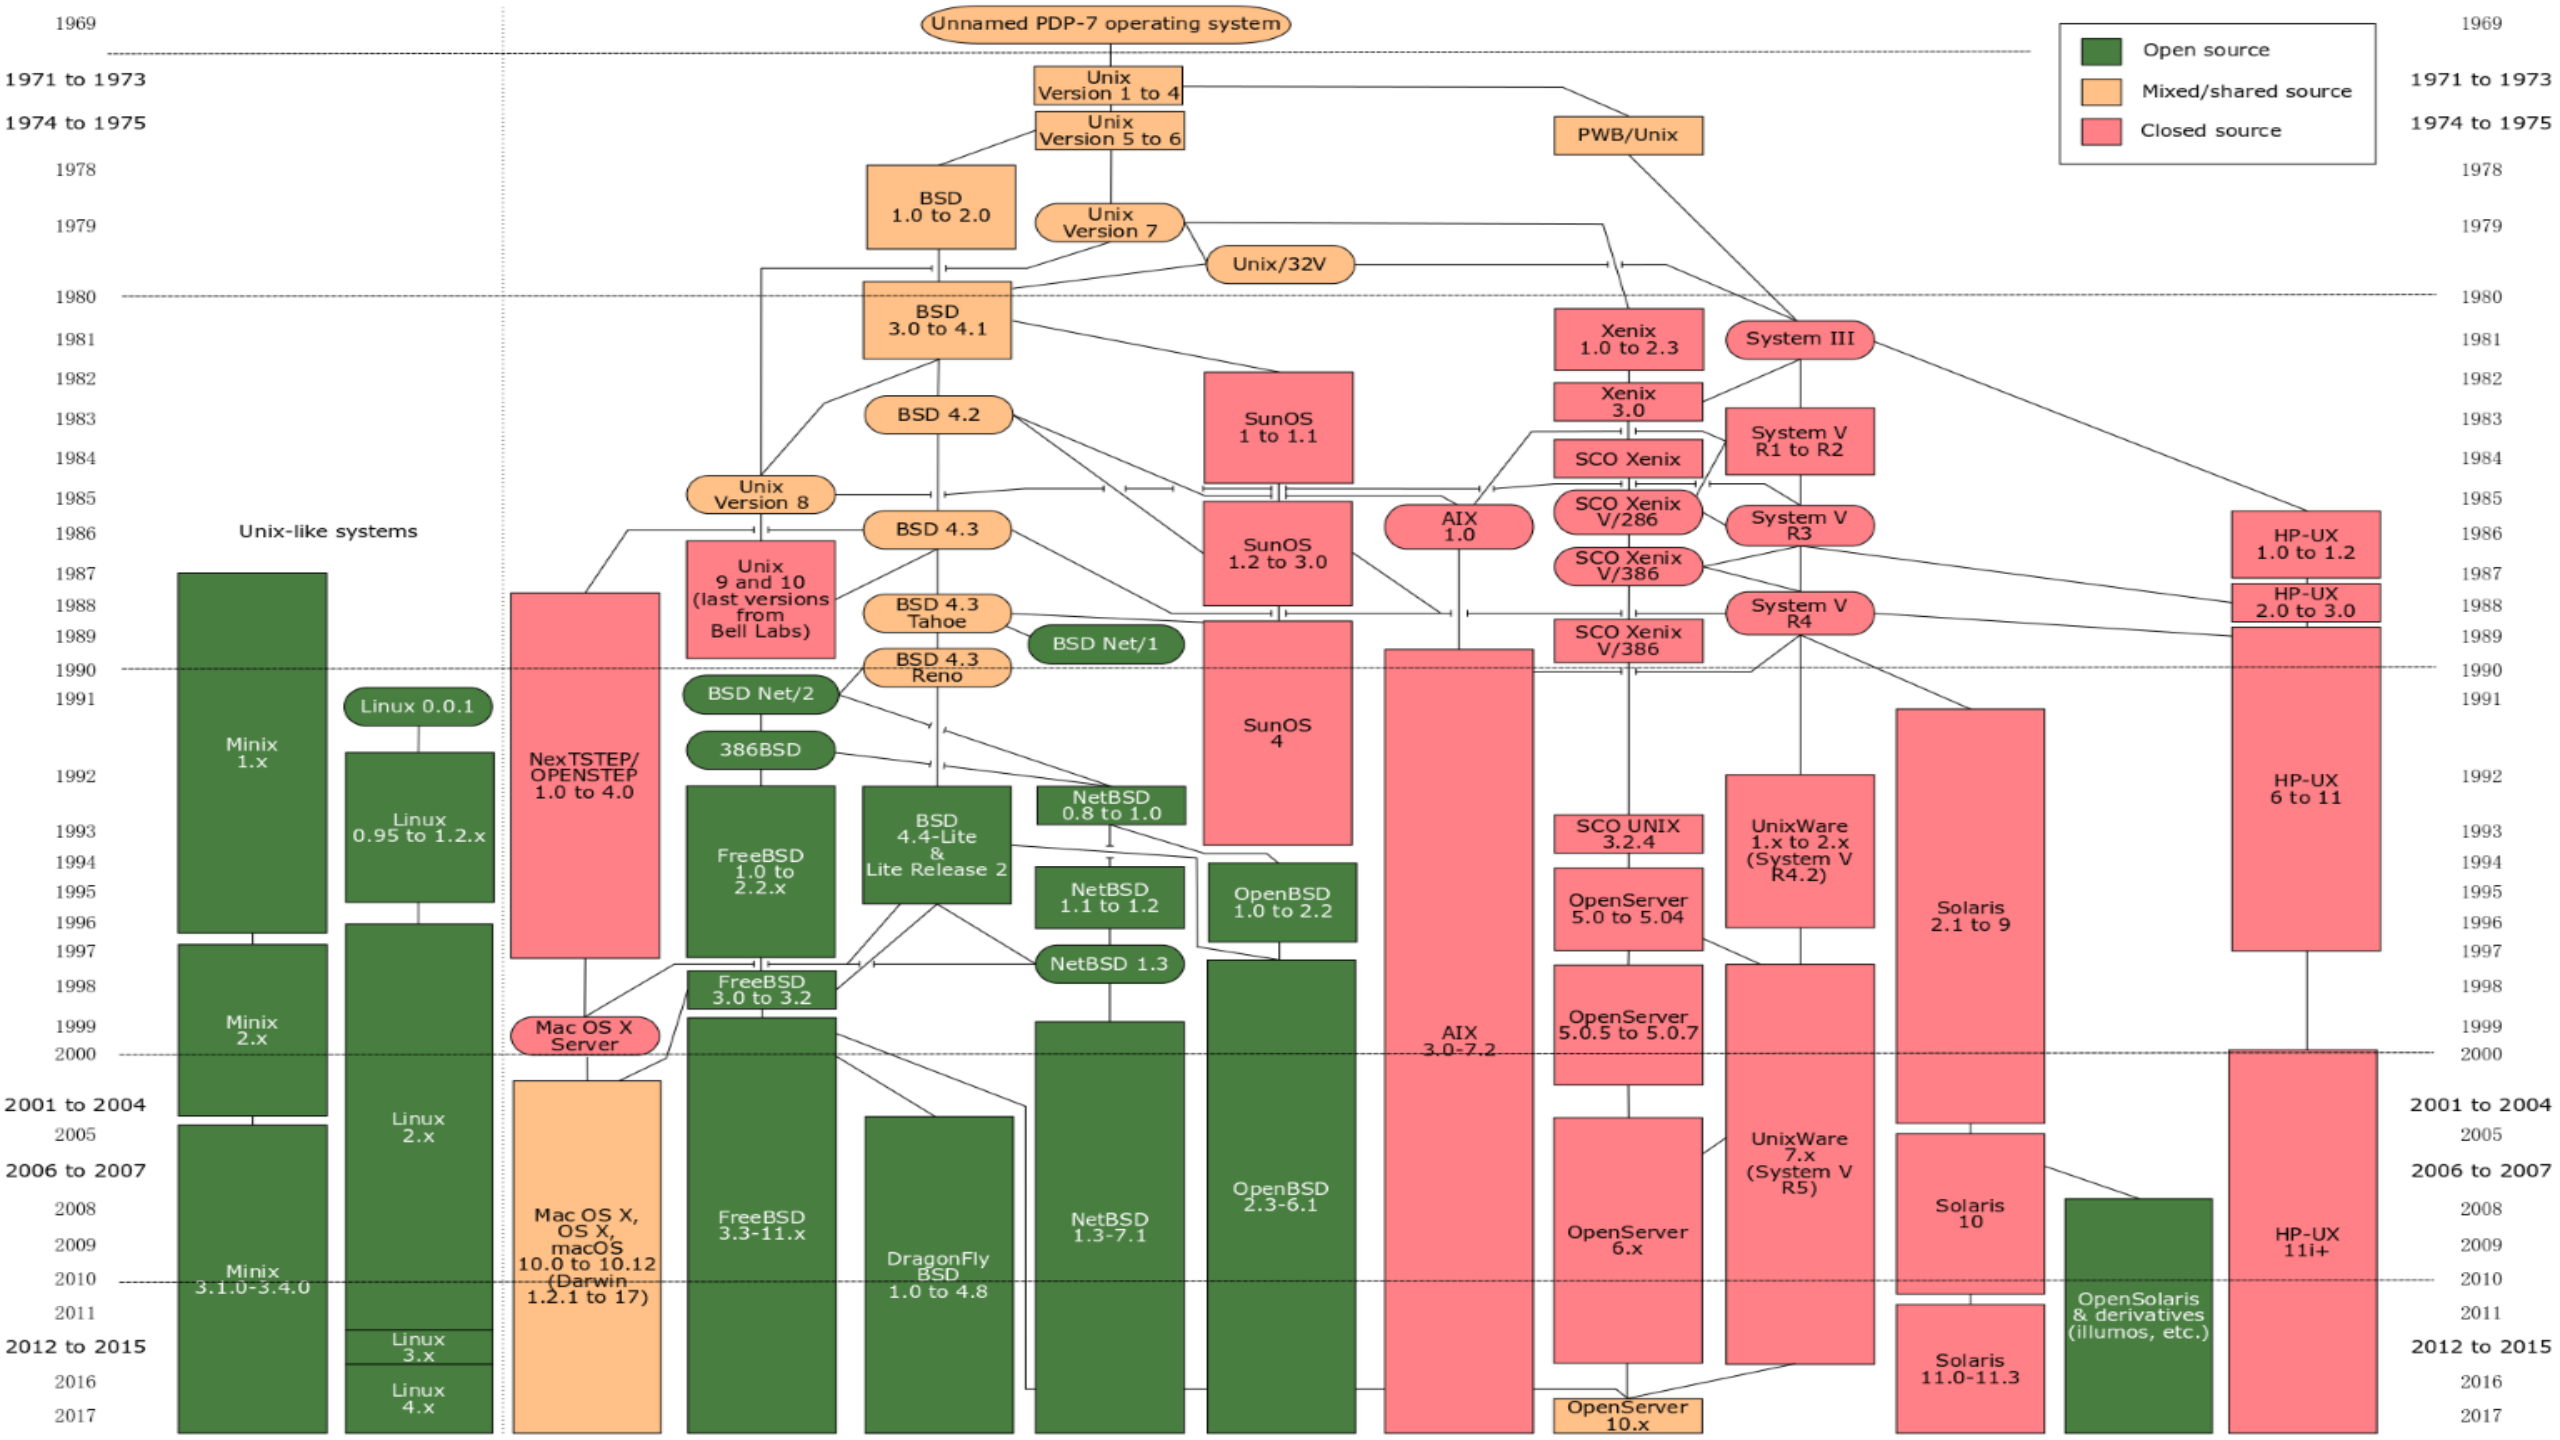 Unnamed PDP-7 operating system
1969
1969
Open source
Mixed/shared source
Closed source
1971 to 1973
Unix
Version 1 to 4
1971 to 1973
1974 to 1975
Unix
Version 5 to 6
PWB/Unix
1974 to 1975
1978
1978
BSD
1.0 to 2.0
Unix
Version 7
1979
1979
Unix/32V
1980
1980
BSD
3.0 to 4.1
Xenix
1.0 to 2.3
System III
1981
1981
1982
1982
Xenix
3.0
BSD 4.2
SunOS
1 to 1.1
System V
R1 to R2
1983
1983
SCO Xenix
1984
1984
Unix
Version 8
1985
1985
SCO Xenix
V/286
System V
R3
AIX
1.0
BSD 4.3
Unix-like systems
1986
1986
SunOS
1.2 to 3.0
HP-UX
1.0 to 1.2
Unix
9 and 10
(last versions
from
Bell Labs)
SCO Xenix
V/386
1987
1987
HP-UX
2.0 to 3.0
BSD 4.3
Tahoe
System V
R4
1988
1988
1989
1989
BSD Net/1
SCO Xenix
V/386
BSD 4.3
Reno
1990
1990
BSD Net/2
1991
1991
Linux 0.0.1
SunOS
4
386BSD
Minix
1.x
NexTSTEP/
OPENSTEP
1.0 to 4.0
1992
1992
HP-UX
6 to 11
NetBSD
0.8 to 1.0
Linux
0.95 to 1.2.x
BSD
4.4-Lite
&
Lite Release 2
SCO UNIX
3.2.4
UnixWare
1.x to 2.x
(System V
R4.2)
1993
1993
FreeBSD
1.0 to
2.2.x
1994
1994
NetBSD
1.1 to 1.2
OpenBSD
1.0 to 2.2
OpenServer
5.0 to 5.04
1995
1995
Solaris
2.1 to 9
1996
1996
1997
1997
NetBSD 1.3
FreeBSD
3.0 to 3.2
1998
1998
Minix
2.x
Mac OS X
Server
AIX
3.0-7.2
OpenServer
5.0.5 to 5.0.7
1999
1999
2000
2000
2001 to 2004
2001 to 2004
Linux
2.x
2005
2005
UnixWare
7.x
(System V
R5)
2006 to 2007
2006 to 2007
OpenBSD
2.3-6.1
Solaris
10
2008
2008
Mac OS X,
OS X,
macOS
10.0 to 10.12
(Darwin
1.2.1 to 17)
FreeBSD
3.3-11.x
NetBSD
1.3-7.1
OpenServer
6.x
HP-UX
11i+
2009
2009
DragonFly
BSD
1.0 to 4.8
Minix
3.1.0-3.4.0
2010
2010
OpenSolaris
& derivatives
(illumos, etc.)
2011
2011
Linux
3.x
2012 to 2015
2012 to 2015
Solaris
11.0-11.3
Linux
4.x
2016
2016
OpenServer
10.x
2017
2017